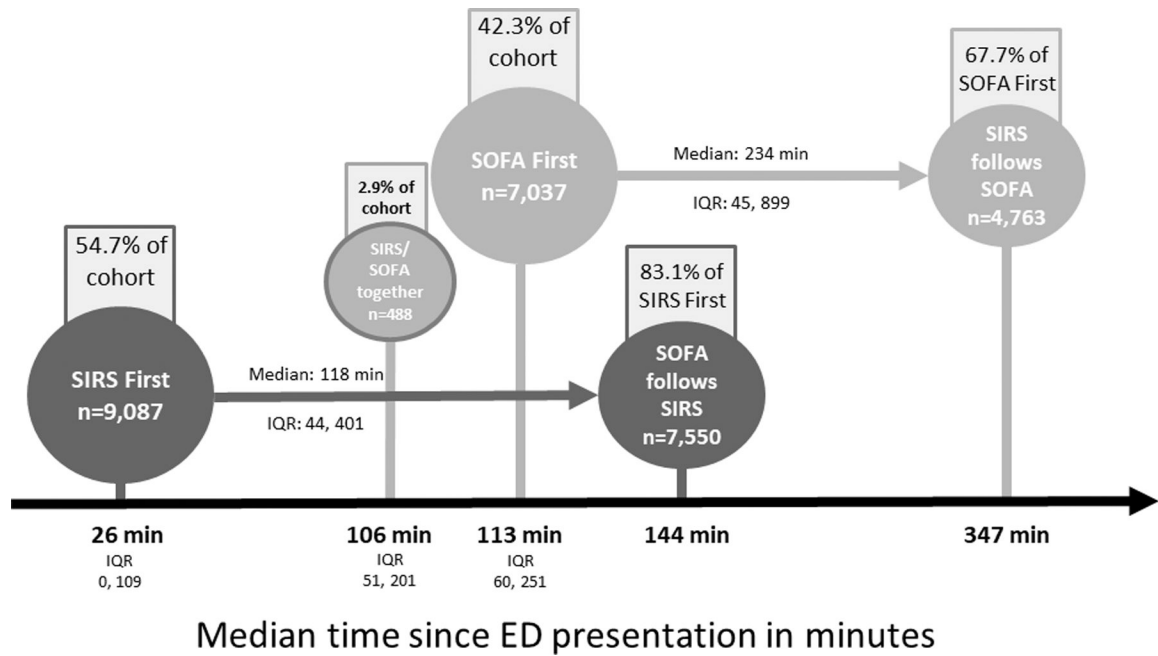 42.3% of
cohort
67.7% of
SOFA First
SOFA First
n=7,037
Median: 234 min
IQR: 45, 899
SIRS
follows
SOFA
n=4,763
2.9% of
cohort
SIRS/
SOFA
together
n=488
54.7% of
cohort
83.1% of
SIRS First
SIRS First
n=9,087
Median: 118 min
IQR: 44, 401
SOFA
follows
SIRS
n=7,550
26 min
IQR
0, 109
106 min
IQR
51, 201
113 min
IQR
60, 251
144 min
347 min
Median time since ED presentation in minutes